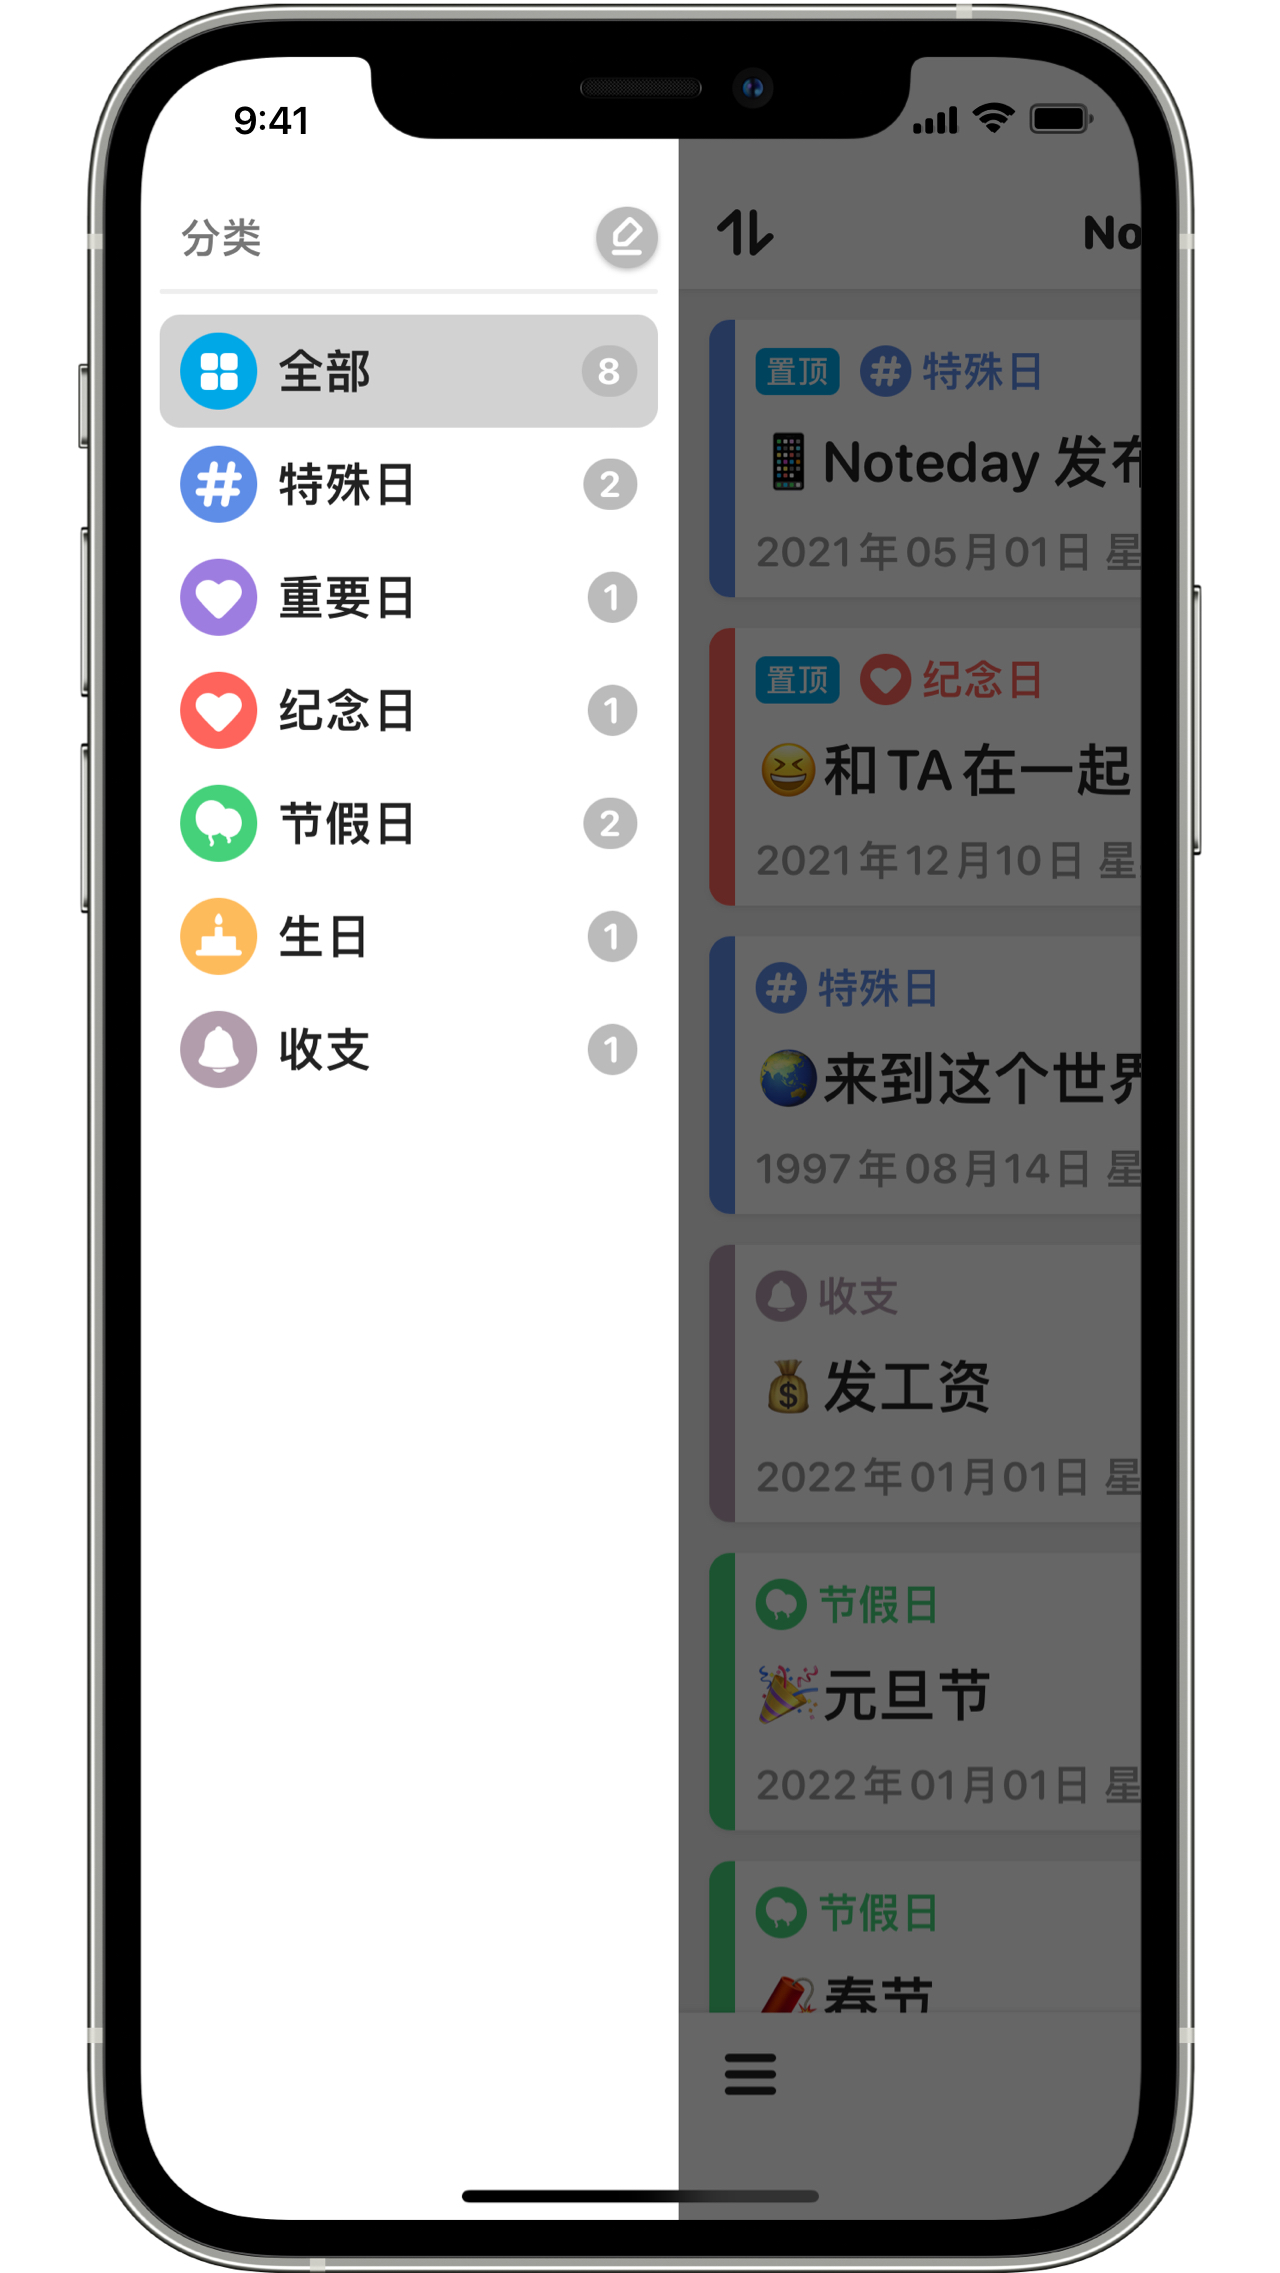 9:41
分类
全部 8
特殊日 2
重要日 1
纪念日 1
节假日 2
生日 1
收支 1
No
置顶 特殊日
Noteday 发布
2021年05月01日 星
置顶 纪念日
和TA在一起
2021年12月10日 星
特殊日
来到这个世界
1997年08月14日 星
收支
发工资
2022年01月01日 星
节假日
元旦节
2022年01月01日 星
节假日
春节